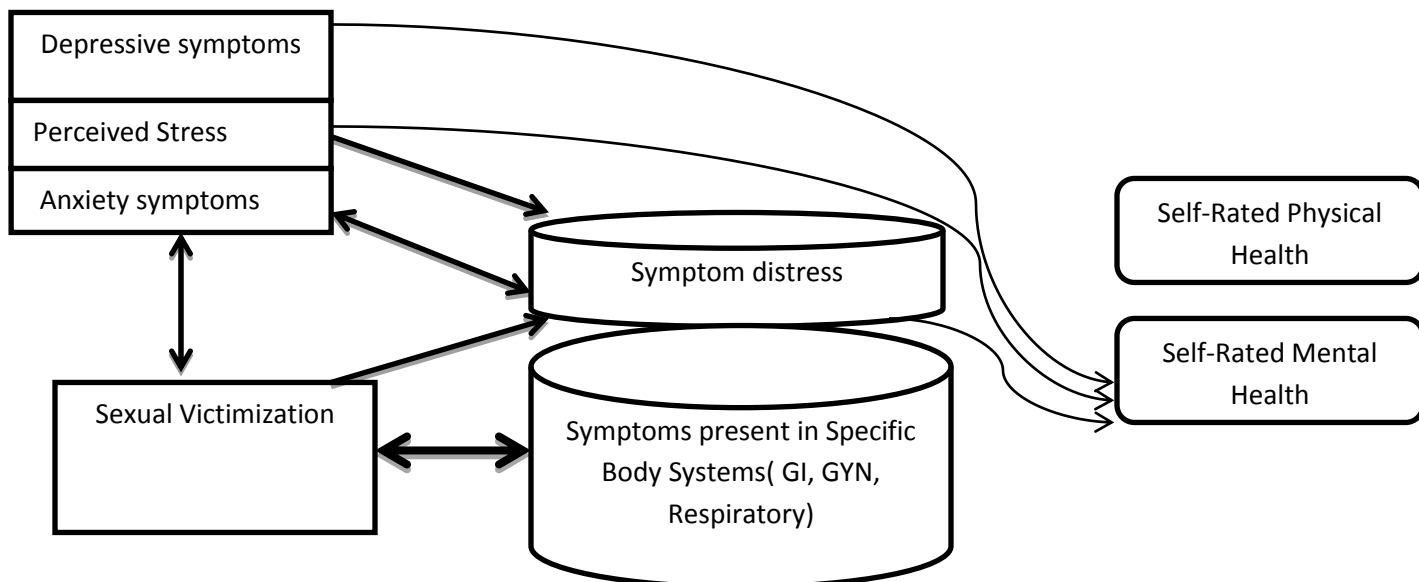 Depressive symptoms
Perceived Stress
Anxiety symptoms
Self-Rated Physical
Health
Symptom distress
Self-Rated Mental
Health
Sexual Victimization
Symptoms present in Specific
Body Systems( GI, GYN,
Respiratory)